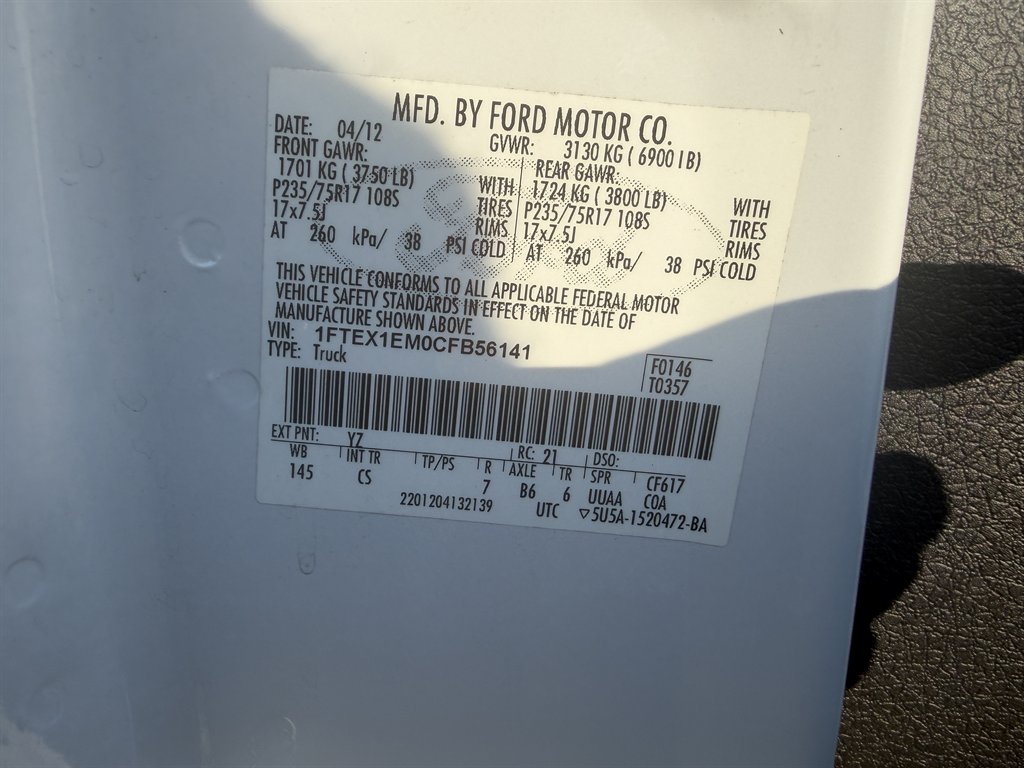 MFD. BY FORD MOTOR CO.
DATE: 04/12
GVWR: 3130 KG ( 6900 lB)
FRONT GAWR:
REAR GAWR:
1701 KG ( 3750 LB)
WITH
1724 KG ( 3800 LB)
WITH
P235/75R17 108S
TIRES
P235/75R17 108S
TIRES
17x7.5J
RIMS
17x7.5J
RIMS
AT 260 kPa/ 38 PSI COLD
AT 260 kPa/ 38 PSI COLD
THIS VEHICLE CONFORMS TO ALL APPLICABLE FEDERAL MOTOR
VEHICLE SAFETY STANDARDS IN EFFECT ON THE DATE OF
MANUFACTURE SHOWN ABOVE.
VIN: 1FTEX1EM0CFB56141
TYPE: Truck
F0146
T0357
EXT PNT: YZ
RC: 21
DSO:
WB
INT TR
TP/PS
R
AXLE
TR
SPR
CF617
145
CS
7
B6
6
UUAA
COA
2201204132139
UTC
▽5U5A-1520472-BA